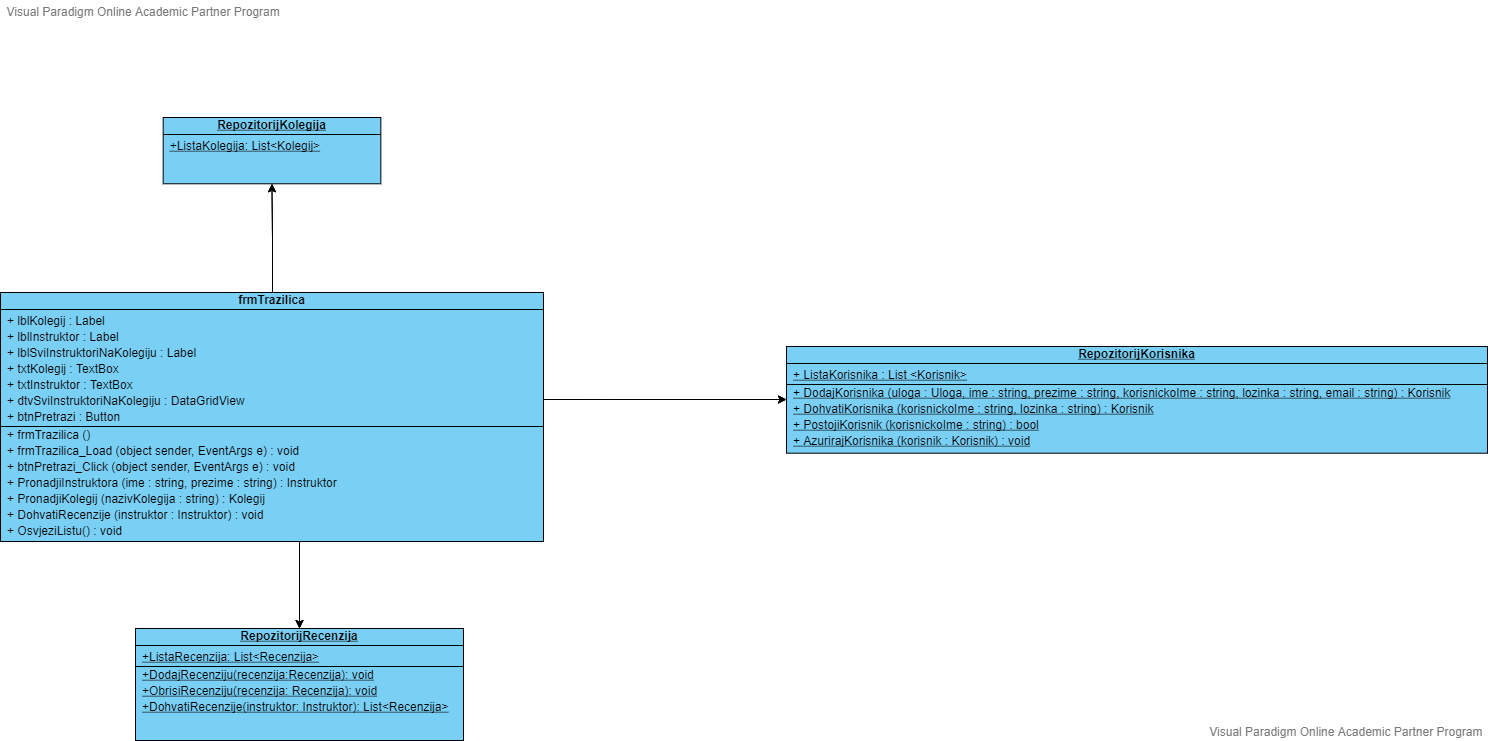 Visual Paradigm Online Academic Partner Program
RepozitorijKolegija
+ListaKolegija: List<Kolegij>
frmTrazilica
+ lblKolegij : Label
+ lblInstruktor : Label
+ lblSviInstruktoriNaKolegiju : Label
+ txtKolegij : TextBox
+ txtInstruktor : TextBox
+ dtvSviInstruktoriNaKolegiju : DataGridView
+ btnPretrazi : Button
+ frmTrazilica ()
+ frmTrazilica_Load (object sender, EventArgs e) : void
+ btnPretrazi_Click (object sender, EventArgs e) : void
+ PronadjiInstruktora (ime : string, prezime : string) : Instruktor
+ PronadjiKolegij (nazivKolegija : string) : Kolegij
+ DohvatiRecenzije (instruktor : Instruktor) : void
+ OsvjeziListu() : void
RepozitorijKorisnika
+ ListaKorisnika : List <Korisnik>
+ DodajKorisnika (uloga : Uloga, ime : string, prezime : string, korisnickoIme : string, lozinka : string, email : string) : Korisnik
+ DohvatiKorisnika (korisnickoIme : string, lozinka : string) : Korisnik
+ PostojiKorisnik (korisnickoIme : string) : bool
+ AzurirajKorisnika (korisnik : Korisnik) : void
RepozitorijRecenzija
+ListaRecenzija: List<Recenzija>
+DodajRecenziju(recenzija:Recenzija): void
+ObrisiRecenziju(recenzija: Recenzija): void
+DohvatiRecenzije(instruktor: Instruktor): List<Recenzija>
Visual Paradigm Online Academic Partner Program